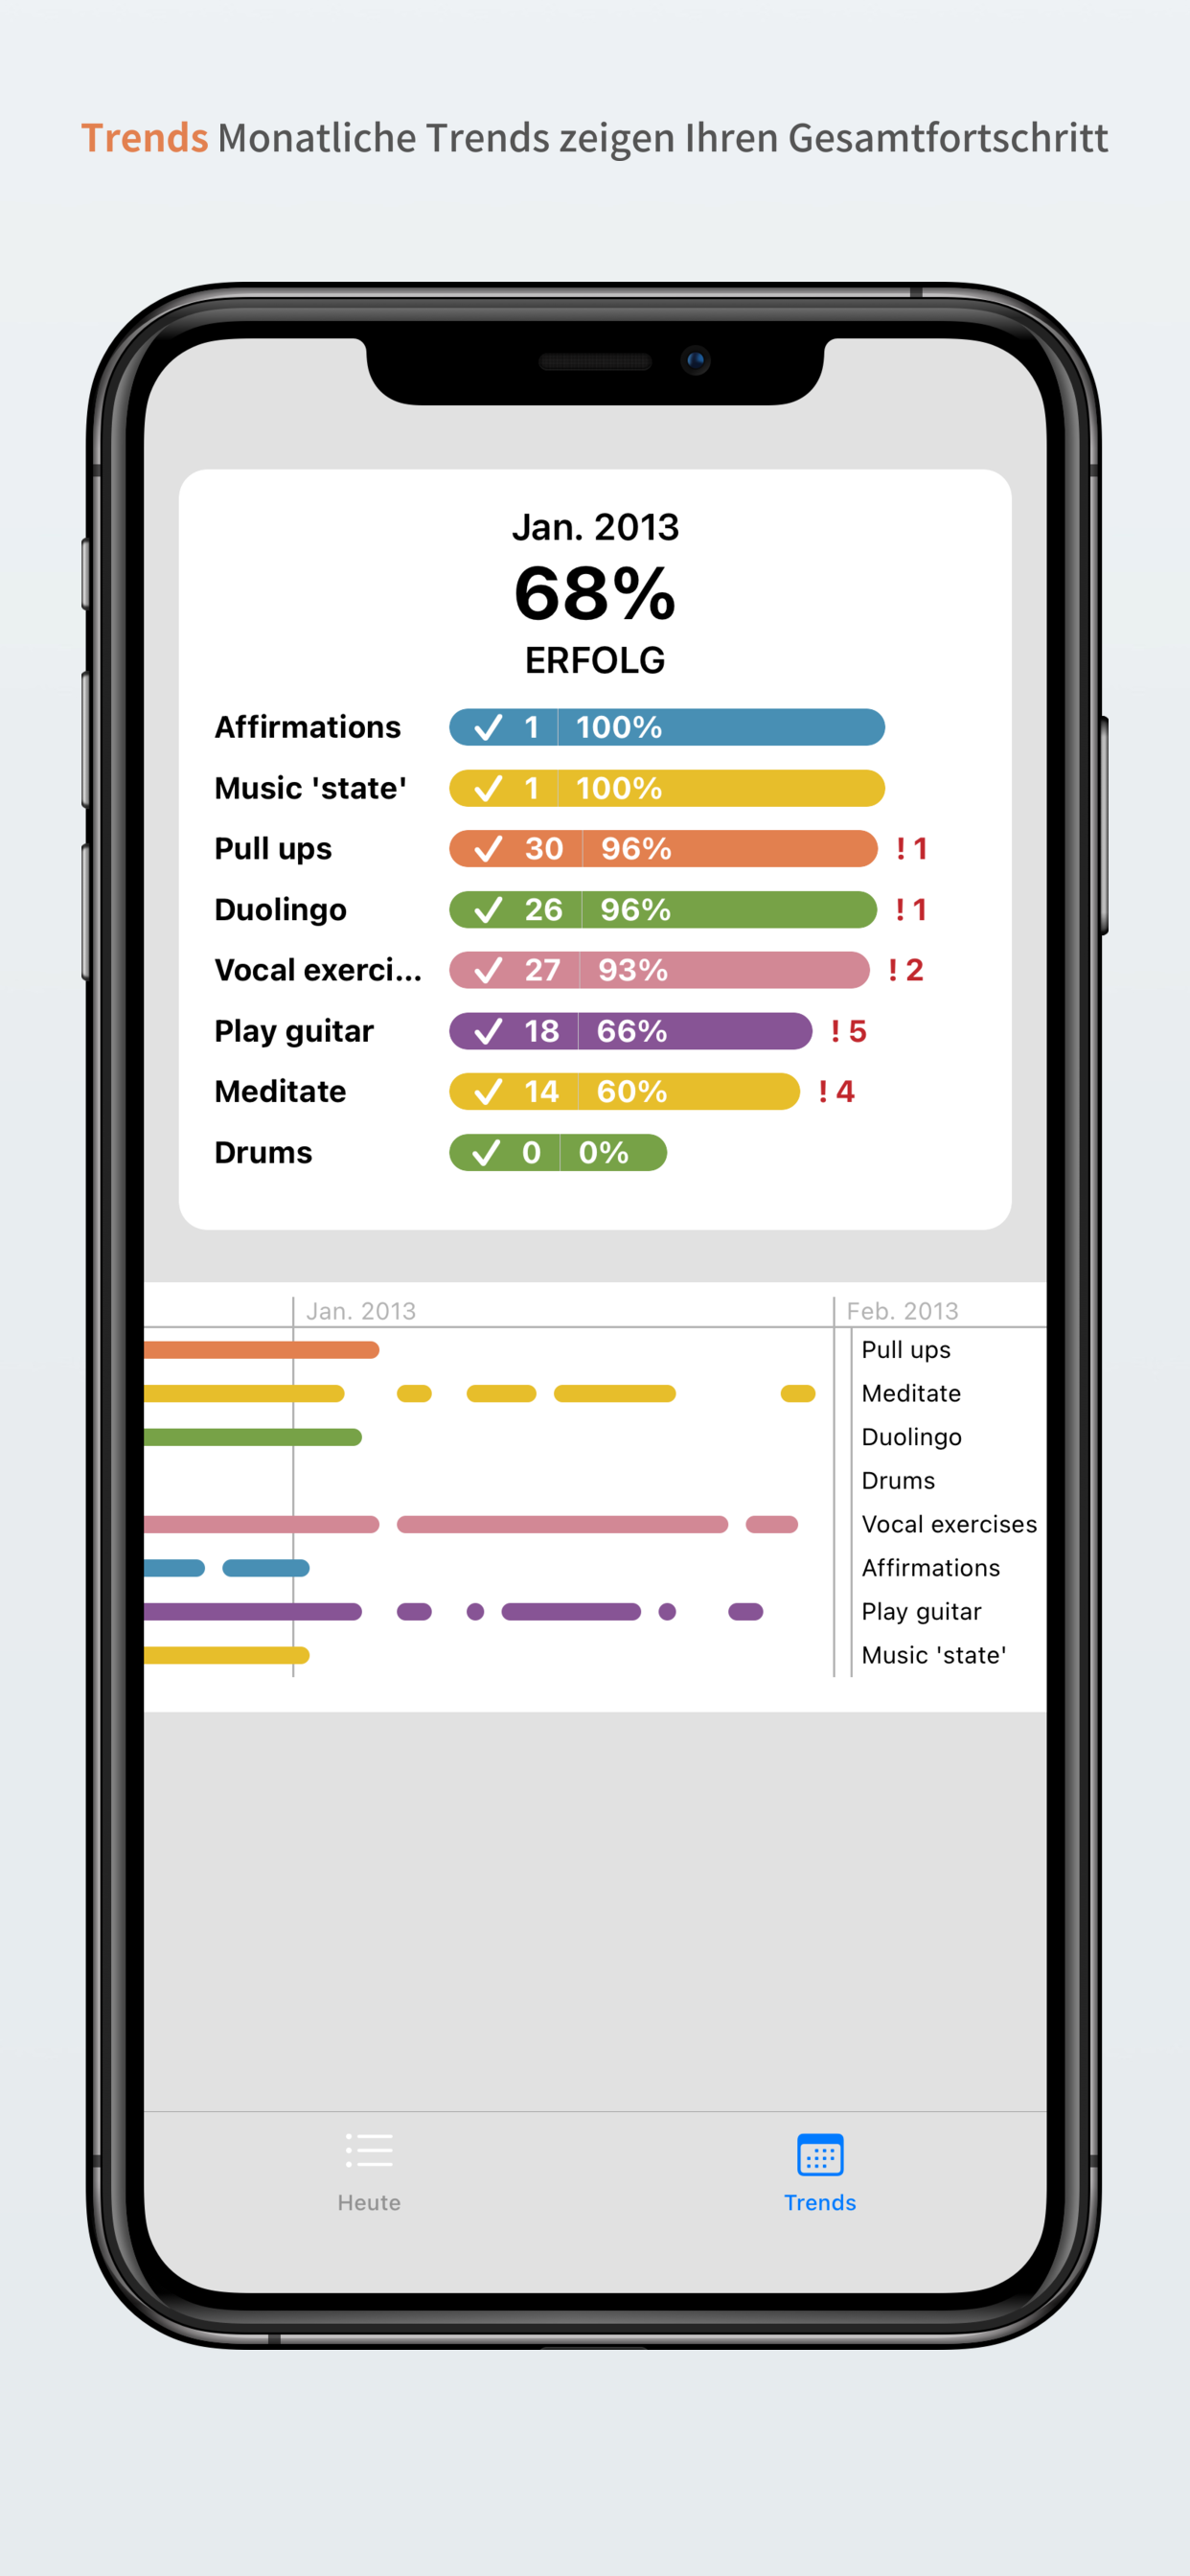 Trends Monatliche Trends zeigen Ihren Gesamtfortschritt
Jan. 2013
68%
ERFOLG
Affirmations ✓ 1 100%
Music 'state' ✓ 1 100%
Pull ups ✓ 30 96% ! 1
Duolingo ✓ 26 96% ! 1
Vocal exerci... ✓ 27 93% ! 2
Play guitar ✓ 18 66% ! 5
Meditate ✓ 14 60% ! 4
Drums ✓ 0 0%
Jan. 2013 Feb. 2013
Pull ups
Meditate
Duolingo
Drums
Vocal exercises
Affirmations
Play guitar
Music 'state'
Heute Trends